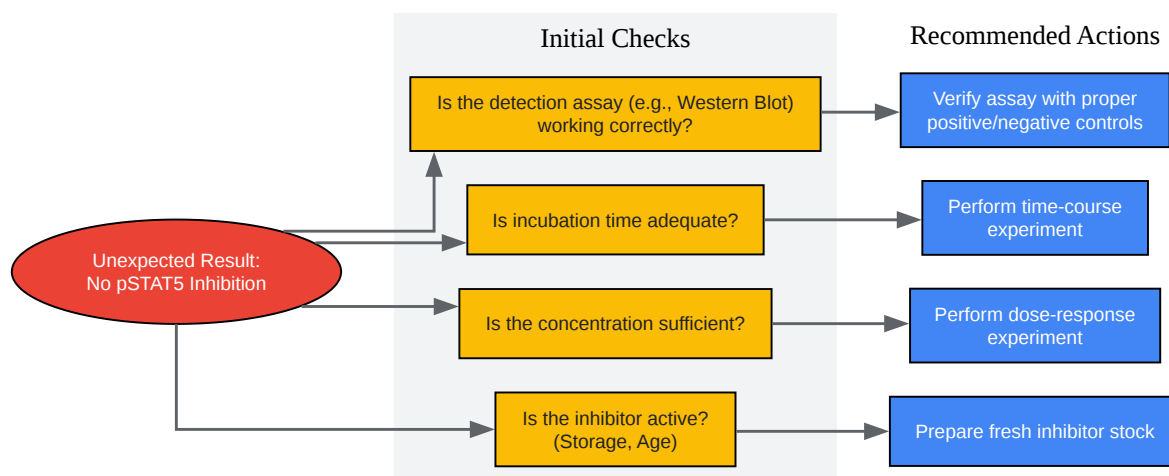 Initial Checks
Recommended Actions
Is the detection assay (e.g., Western Blot)
working correctly?
Verify assay with proper
positive/negative controls
Is incubation time adequate?
Perform time-course
experiment
Unexpected Result:
No pSTAT5 Inhibition
Is the concentration sufficient?
Perform dose-response
experiment
Is the inhibitor active?
(Storage, Age)
Prepare fresh inhibitor stock